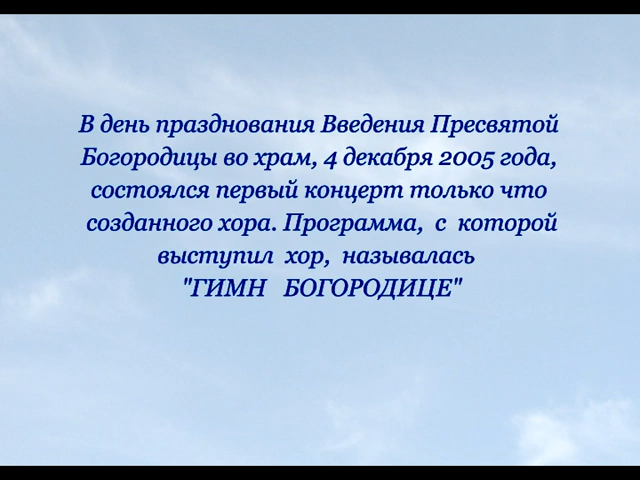 В день празднования Введения Пресвятой
Богородицы во храм, 4 декабря 2005 года,
состоялся первый концерт только что
созданного хора. Программа, с которой
выступил хор, называлась
"ГИМН БОГОРОДИЦЕ"